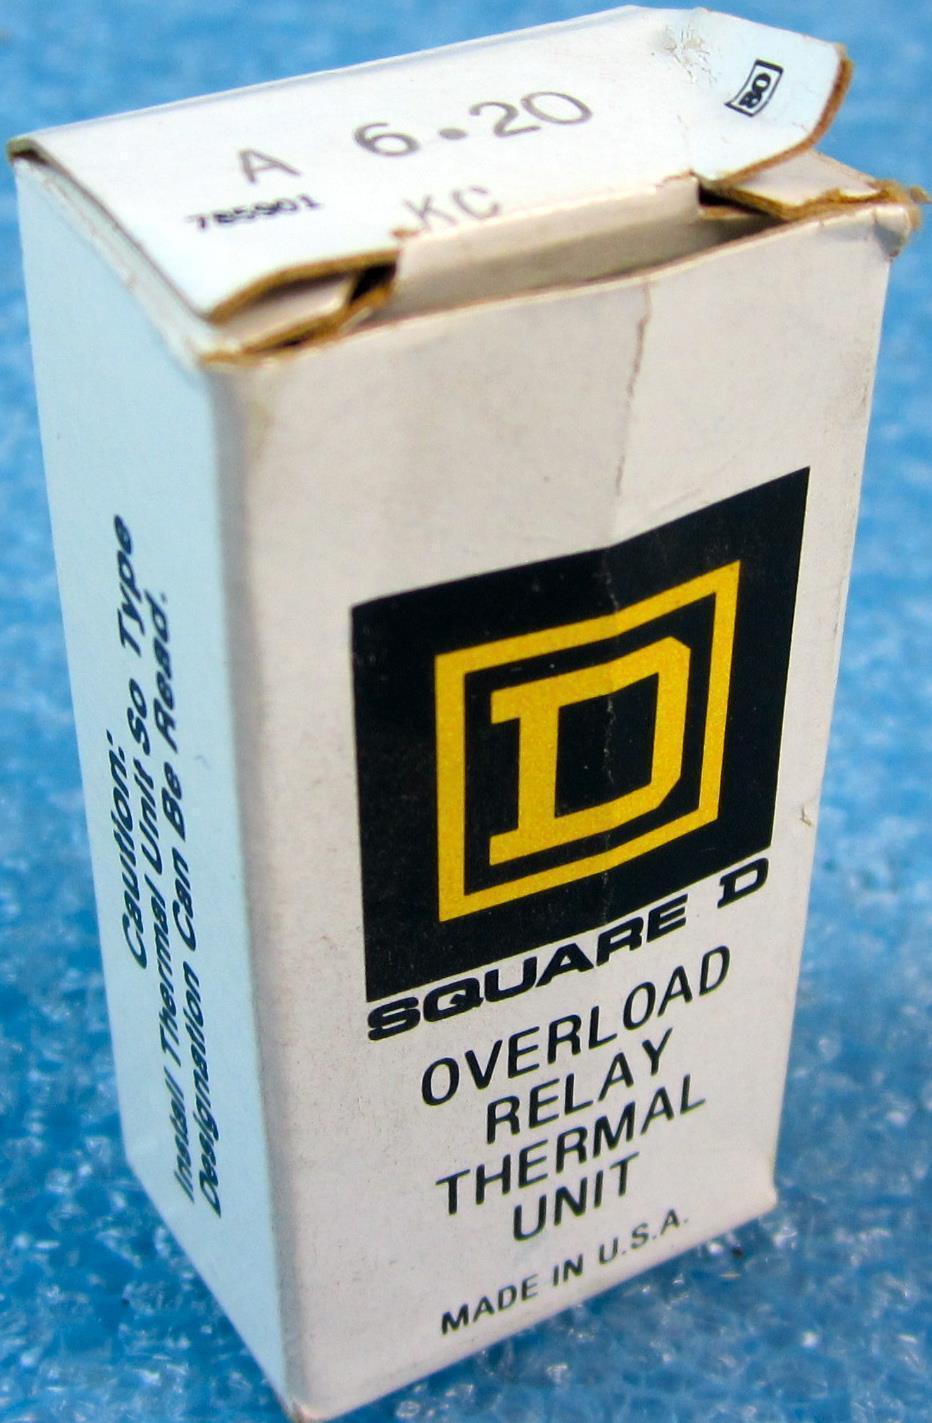 A 6.20
80
785901
KC
Caution:
Install Thermal Unit So Type
Designation Can Be Read.
D
SQUARE D
OVERLOAD
RELAY
THERMAL
UNIT
MADE IN U.S.A.